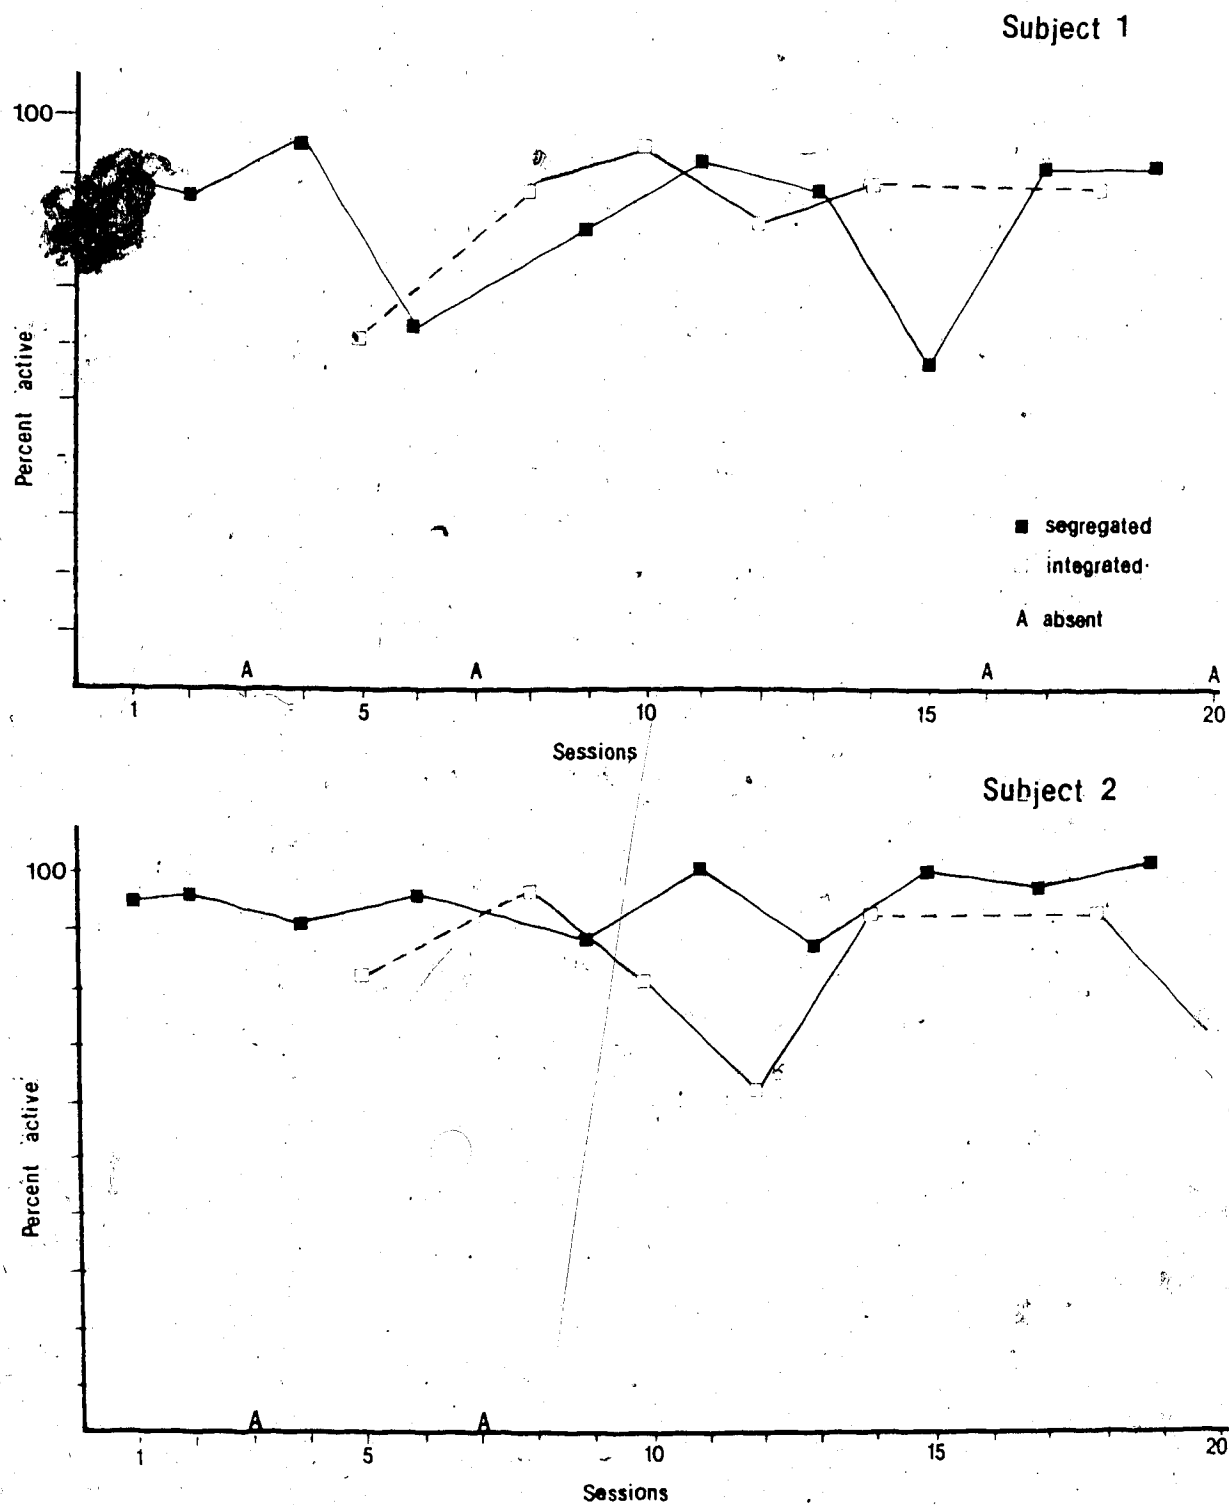 Subject 1
100
Percent active
segregated
integrated
A absent
A A A A
1 5 10 15 20
Sessions
Subject 2
100
Percent active
A A
1 5 10 15 20
Sessions